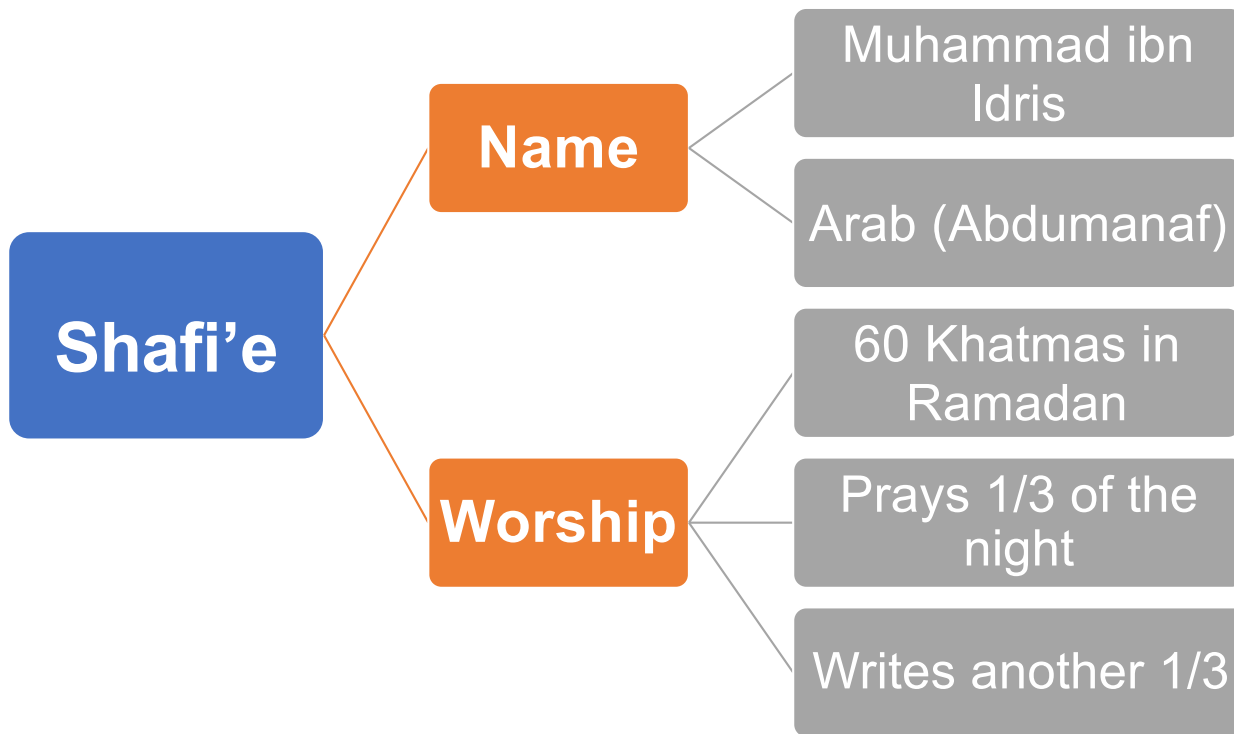 Shafi’e
Name
Muhammad ibn
Idris
Arab (Abdumanaf)
Worship
60 Khatmas in
Ramadan
Prays 1/3 of the
night
Writes another 1/3